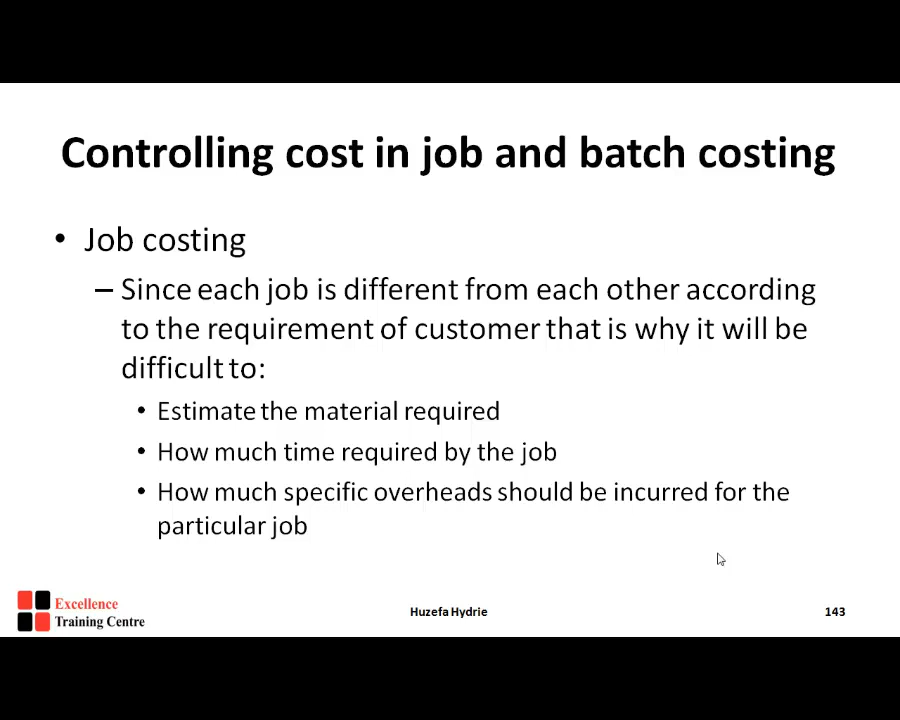 Controlling cost in job and batch costing
• Job costing
– Since each job is different from each other according
to the requirement of customer that is why it will be
difficult to:
• Estimate the material required
• How much time required by the job
• How much specific overheads should be incurred for the
particular job
Excellence
Training Centre
Huzefa Hydrie
143